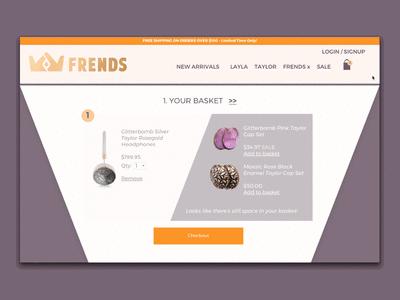 FREE SHIPPING ON ORDERS OVER $100 - Limited Time Only!
LOGIN / SIGNUP
FRENDS
NEW ARRIVALS LAYLA TAYLOR FRENDS x SALE
1. YOUR BASKET >>
1
Glitterbomb Silver
Taylor Rosegold
Headphones
$799.95
Qty 1
Remove
Glitterbomb Pink Taylor
Cap Set
$34.97 SALE
Add to basket
Mosaic Rose Black
Enamel Taylor Cap Set
$50.00
Add to basket
Looks like there's still space in your basket!
Checkout